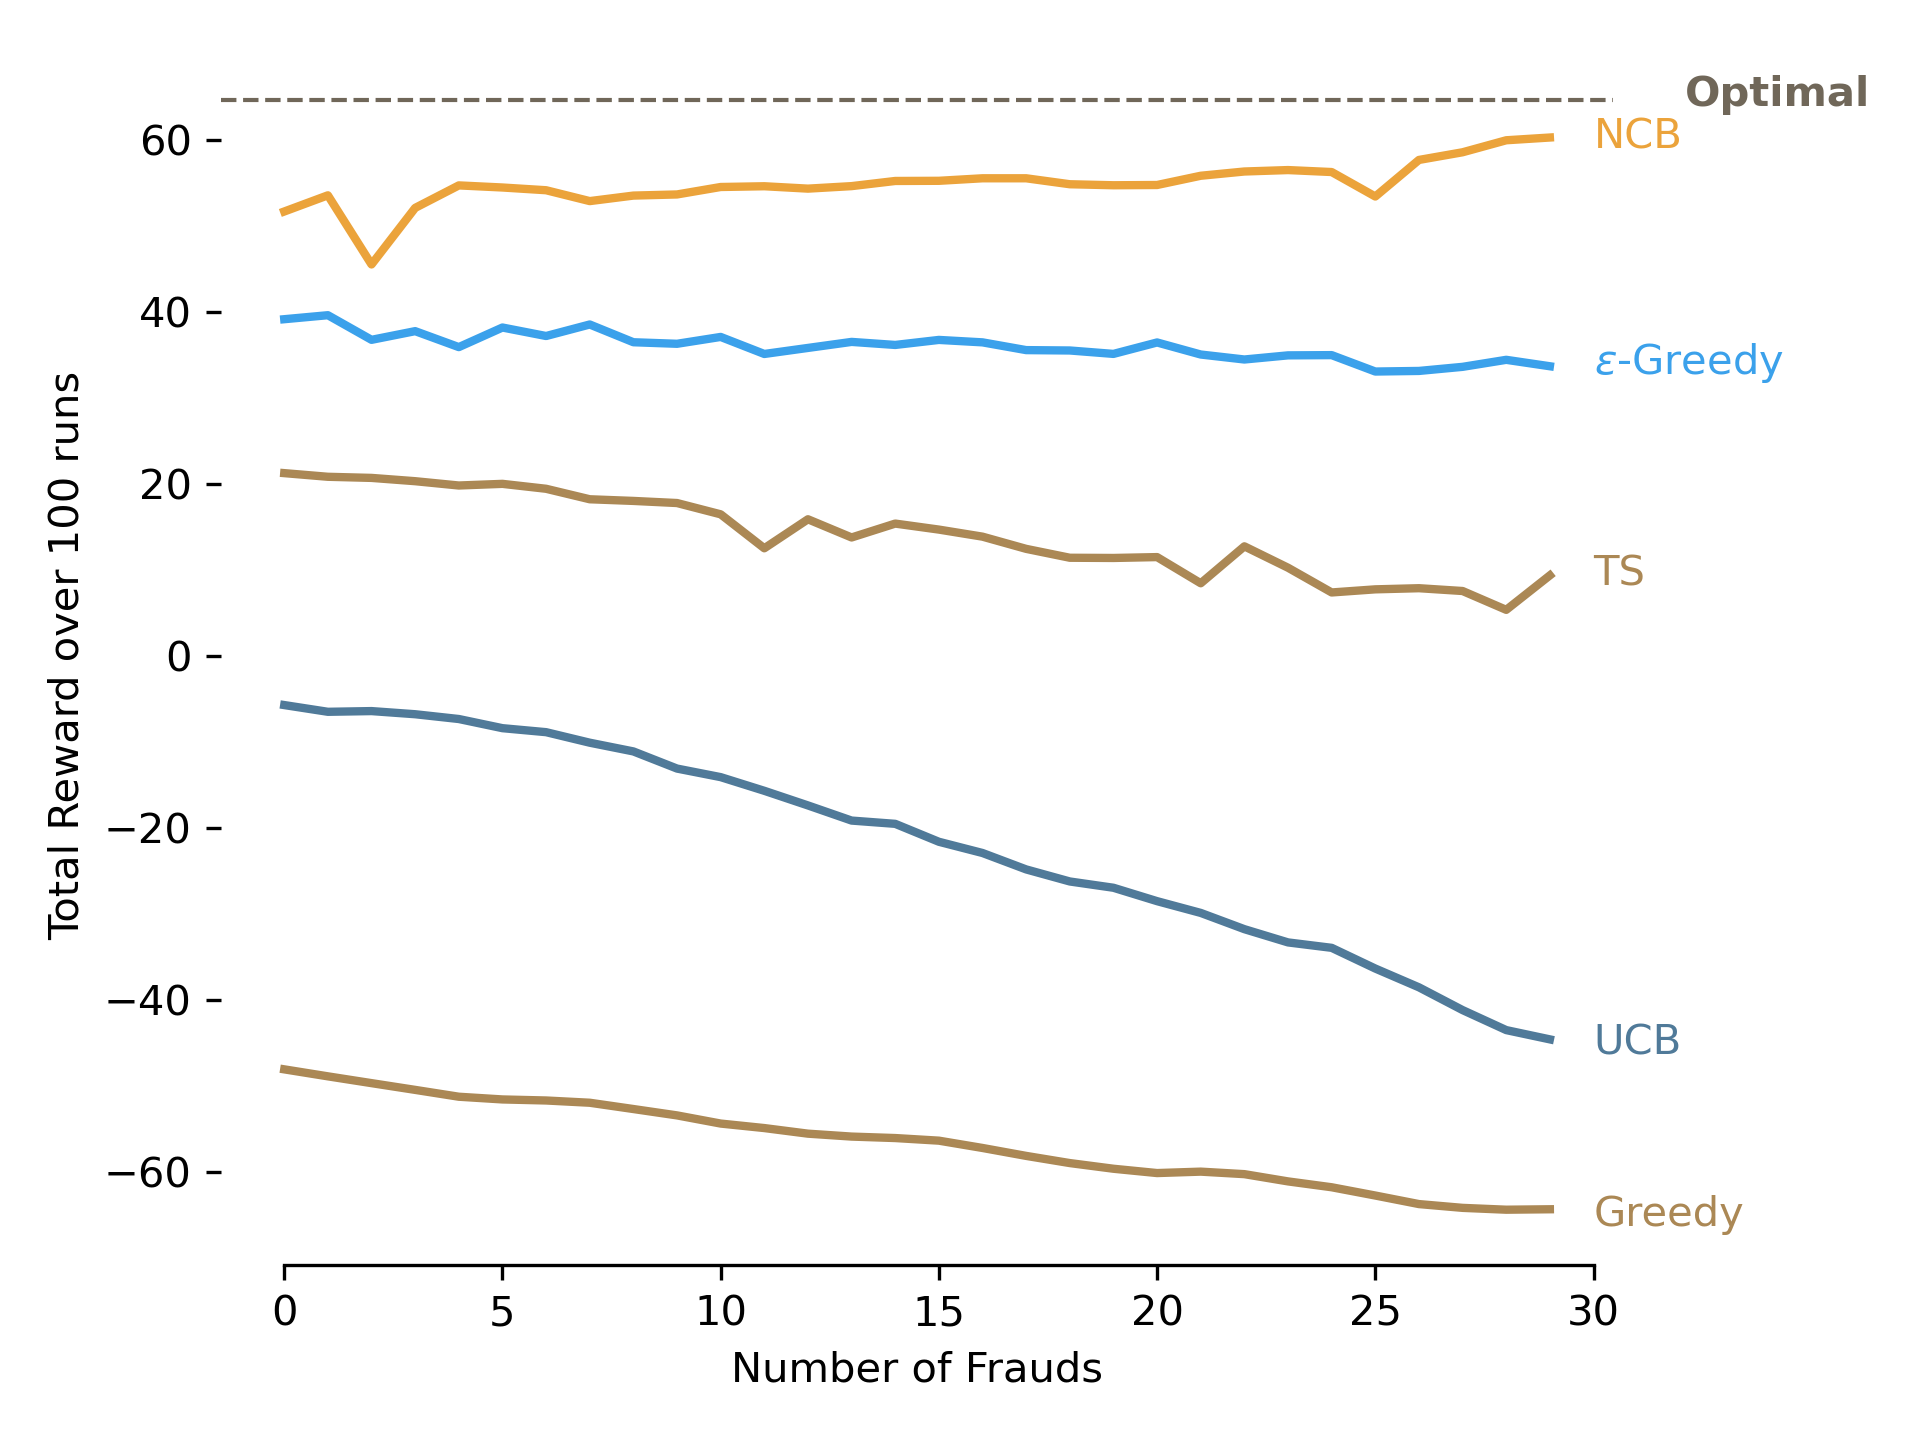 Optimal
NCB
ε-Greedy
TS
UCB
Greedy
60
40
20
0
−20
−40
−60
Total Reward over 100 runs
0 5 10 15 20 25 30
Number of Frauds